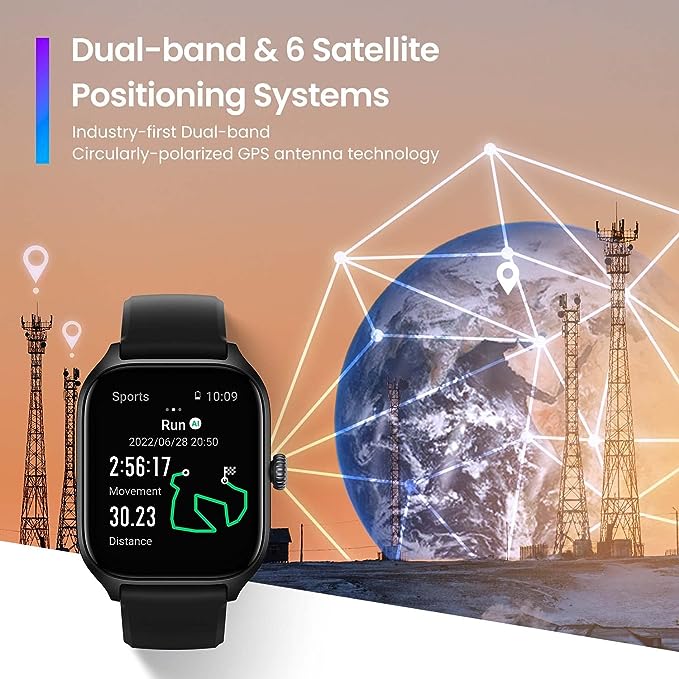 Dual-band & 6 Satellite
Positioning Systems
Industry-first Dual-band
Circularly-polarized GPS antenna technology
Sports 10:09
Run AI
2022/06/28 20:50
2:56:17
Movement
30.23
Distance